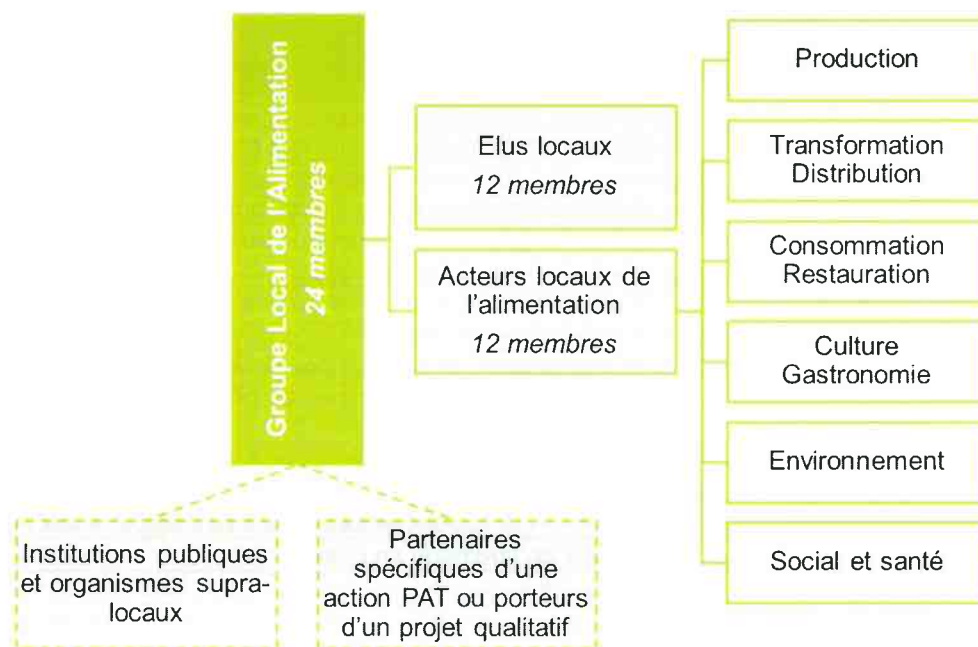 Groupe Local de l'Alimentation
24 membres
Elus locaux
12 membres
Acteurs locaux de
l'alimentation
12 membres
Production
Transformation
Distribution
Consommation
Restauration
Culture
Gastronomie
Environnement
Social et santé
Institutions publiques
et organismes supra-
locaux
Partenaires
spécifiques d'une
action PAT ou porteurs
d'un projet qualitatif